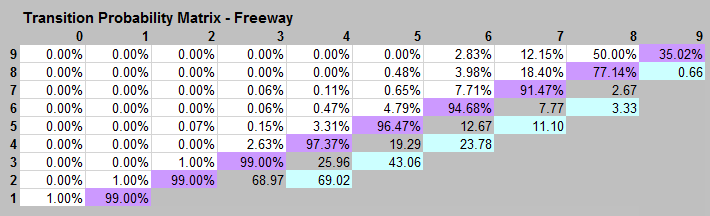 Transition Probability Matrix - Freeway
0 1 2 3 4 5 6 7 8 9
9 0.00% 0.00% 0.00% 0.00% 0.00% 0.00% 2.83% 12.15% 50.00% 35.02%
8 0.00% 0.00% 0.00% 0.00% 0.00% 0.48% 3.98% 18.40% 77.14% 0.66
7 0.00% 0.00% 0.00% 0.06% 0.11% 0.65% 7.71% 91.47% 2.67
6 0.00% 0.00% 0.00% 0.06% 0.47% 4.79% 94.68% 7.77 3.33
5 0.00% 0.00% 0.07% 0.15% 3.31% 96.47% 12.67 11.10
4 0.00% 0.00% 0.00% 2.63% 97.37% 19.29 23.78
3 0.00% 0.00% 1.00% 99.00% 25.96 43.06
2 0.00% 1.00% 99.00% 68.97 69.02
1 1.00% 99.00%